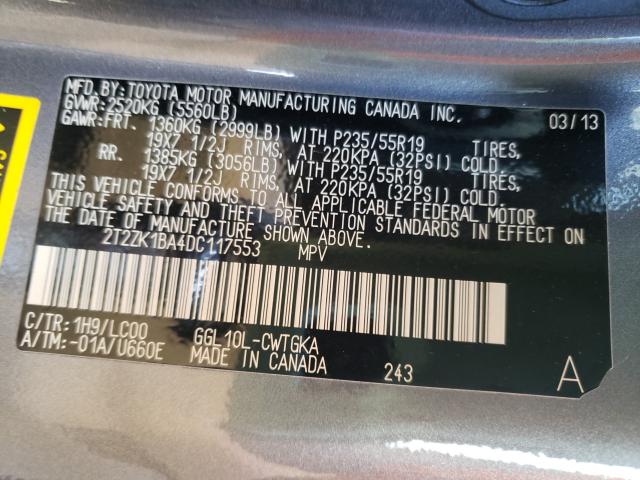 MFD.BY:TOYOTA MOTOR MANUFACTURING CANADA INC. 03/13
GVWR:2520KG (5560LB)
GAWR:FRT. 1360KG (2999LB) WITH P235/55R19 TIRES,
19X7 1/2J RIMS, AT 220KPA (32PSI) COLD.
RR. 1385KG (3056LB) WITH P235/55R19 TIRES,
19X7 1/2J RIMS, AT 220KPA (32PSI) COLD.
THIS VEHICLE CONFORMS TO ALL APPLICABLE FEDERAL MOTOR
VEHICLE SAFETY AND THEFT PREVENTION STANDARDS IN EFFECT ON
THE DATE OF MANUFACTURE SHOWN ABOVE.
2T2ZK1BA4DC117553 MPV
C/TR:1H9/LC00 GGL10L-CWTGKA
A/TM:-01A/U660E MADE IN CANADA 243 A